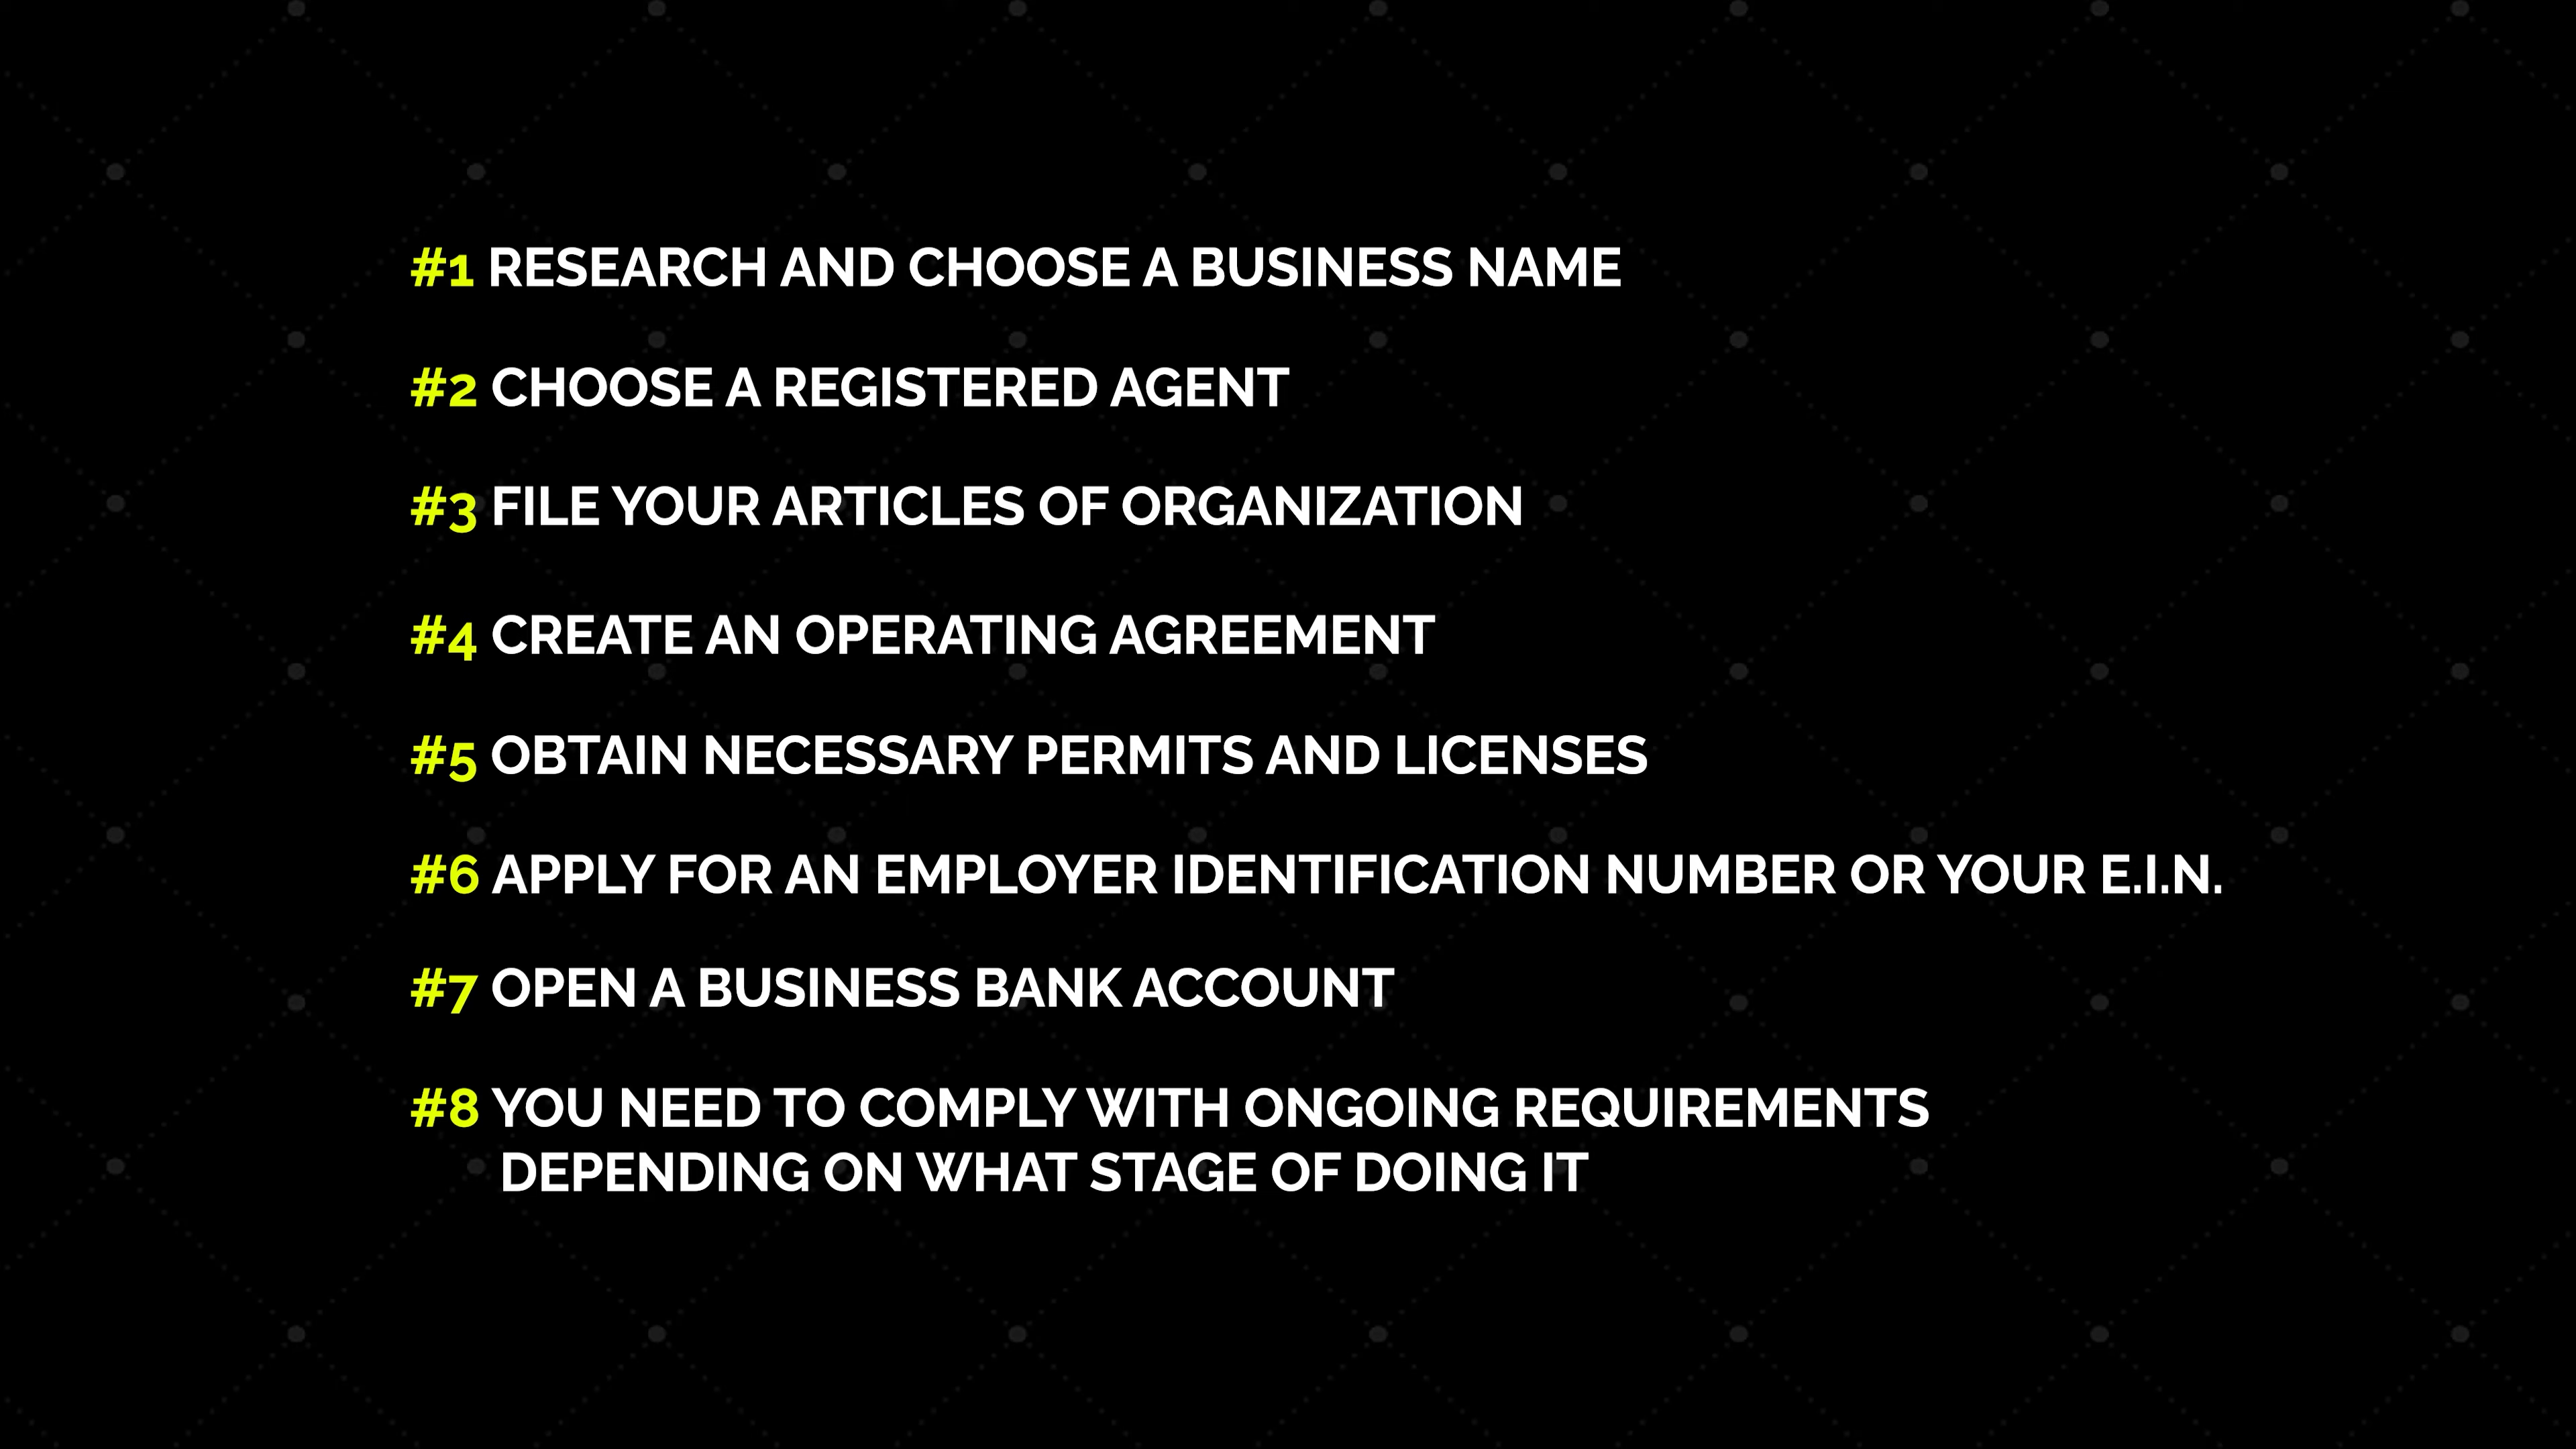 #1 RESEARCH AND CHOOSE A BUSINESS NAME
#2 CHOOSE A REGISTERED AGENT
#3 FILE YOUR ARTICLES OF ORGANIZATION
#4 CREATE AN OPERATING AGREEMENT
#5 OBTAIN NECESSARY PERMITS AND LICENSES
#6 APPLY FOR AN EMPLOYER IDENTIFICATION NUMBER OR YOUR E.I.N.
#7 OPEN A BUSINESS BANK ACCOUNT
#8 YOU NEED TO COMPLY WITH ONGOING REQUIREMENTS
DEPENDING ON WHAT STAGE OF DOING IT